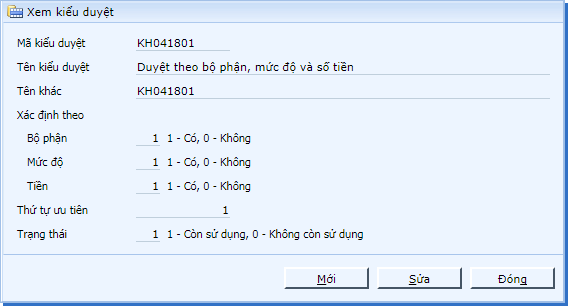 Xem kiểu duyệt
Mã kiểu duyệt KH041801
Tên kiểu duyệt Duyệt theo bộ phận, mức độ và số tiền
Tên khác KH041801
Xác định theo
Bộ phận 1 1 - Có, 0 - Không
Mức độ 1 1 - Có, 0 - Không
Tiền 1 1 - Có, 0 - Không
Thứ tự ưu tiên 1
Trạng thái 1 1 - Còn sử dụng, 0 - Không còn sử dụng
Mới Sửa Đóng